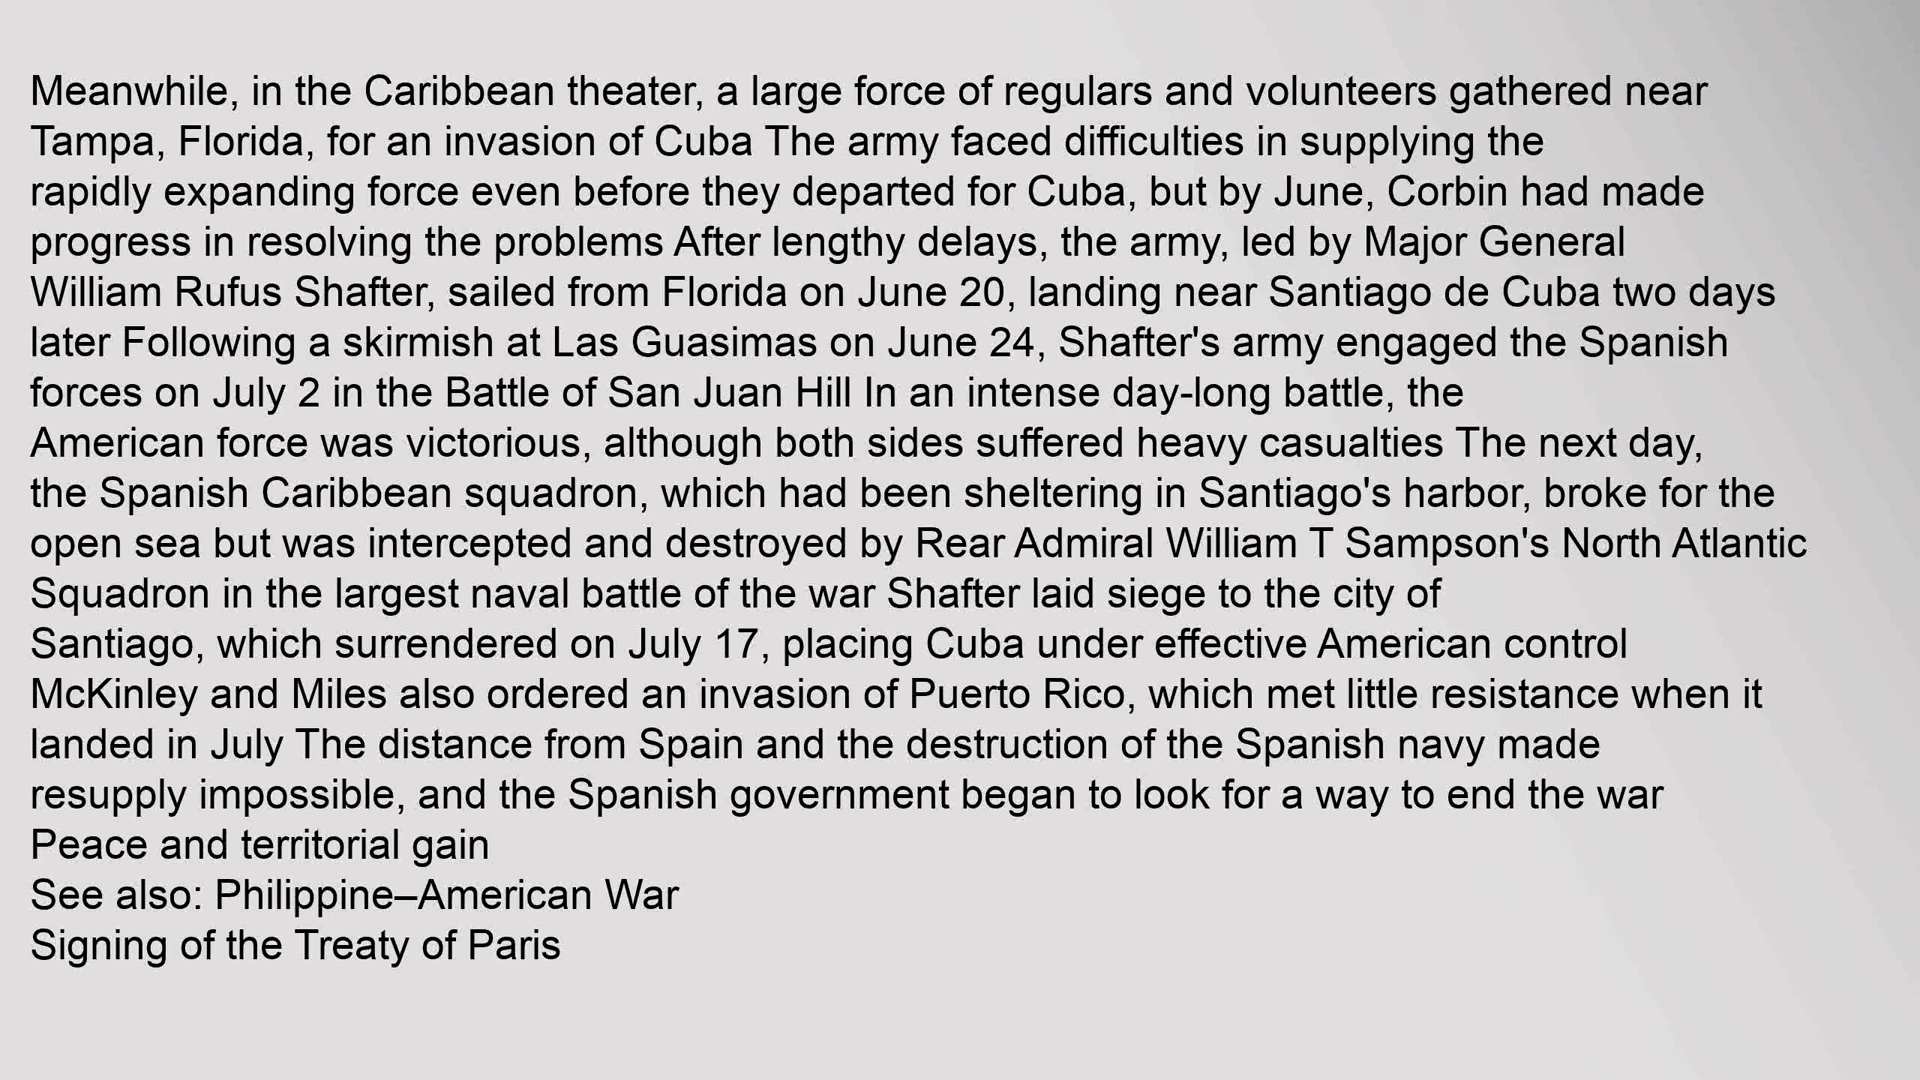 Meanwhile, in the Caribbean theater, a large force of regulars and volunteers gathered near
Tampa, Florida, for an invasion of Cuba The army faced difficulties in supplying the
rapidly expanding force even before they departed for Cuba, but by June, Corbin had made
progress in resolving the problems After lengthy delays, the army, led by Major General
William Rufus Shafter, sailed from Florida on June 20, landing near Santiago de Cuba two days
later Following a skirmish at Las Guasimas on June 24, Shafter's army engaged the Spanish
forces on July 2 in the Battle of San Juan Hill In an intense day-long battle, the
American force was victorious, although both sides suffered heavy casualties The next day,
the Spanish Caribbean squadron, which had been sheltering in Santiago's harbor, broke for the
open sea but was intercepted and destroyed by Rear Admiral William T Sampson's North Atlantic
Squadron in the largest naval battle of the war Shafter laid siege to the city of
Santiago, which surrendered on July 17, placing Cuba under effective American control
McKinley and Miles also ordered an invasion of Puerto Rico, which met little resistance when it
landed in July The distance from Spain and the destruction of the Spanish navy made
resupply impossible, and the Spanish government began to look for a way to end the war
Peace and territorial gain
See also: Philippine–American War
Signing of the Treaty of Paris